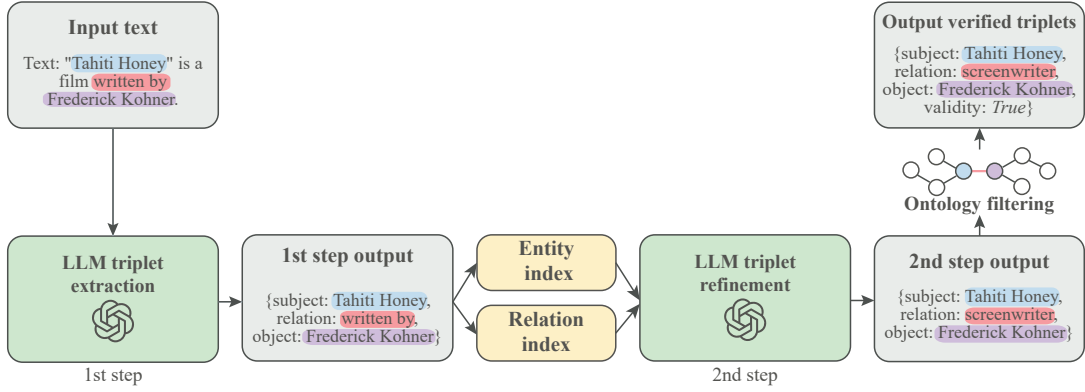 Input text
Text: "Tahiti Honey" is a
film written by
Frederick Kohner.
LLM triplet
extraction
1st step
1st step output
{subject: Tahiti Honey,
relation: written by,
object: Frederick Kohner}
Entity
index
Relation
index
LLM triplet
refinement
2nd step
2nd step output
{subject: Tahiti Honey,
relation: screenwriter,
object: Frederick Kohner}
Ontology filtering
Output verified triplets
{subject: Tahiti Honey,
relation: screenwriter,
object: Frederick Kohner,
validity: True}